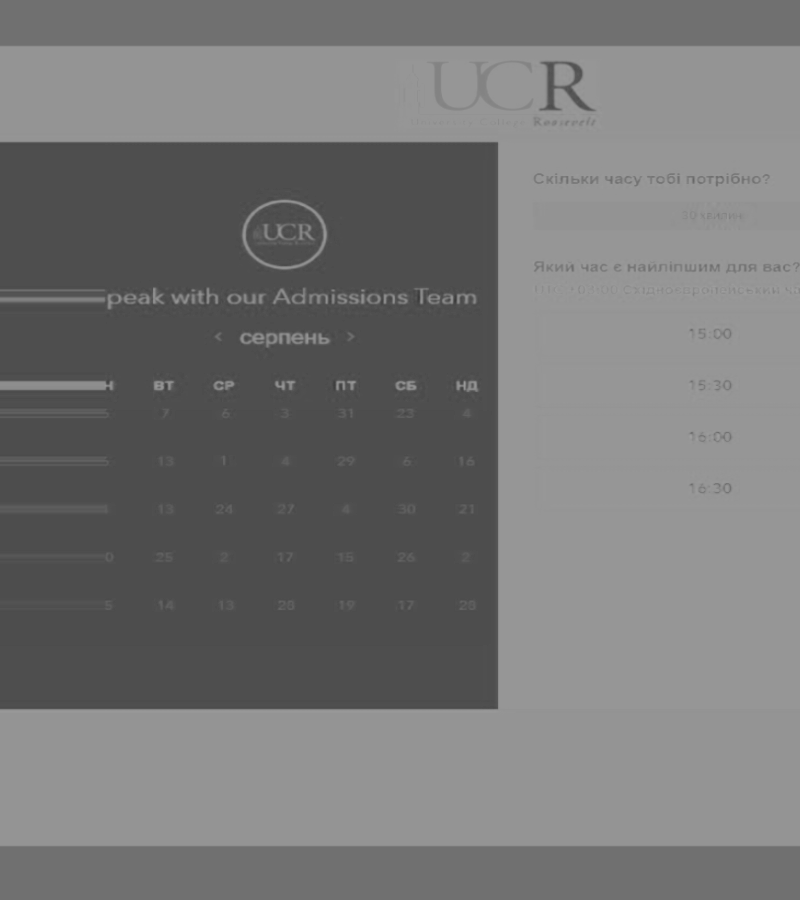 UCR
University College Roosevelt
UCR
peak with our Admissions Team
< серпень >
Н ВТ СР ЧТ ПТ СБ НД
5 7 6 3 31 23 4
5 13 1 4 29 6 16
13 24 27 4 30 21
0 25 2 17 15 26 2
5 14 13 28 19 17 28
Скільки часу тобі потрібно?
30 хвилин
Який час є найліпшим для вас?
Східноєвропейський
15:00
15:30
16:00
16:30